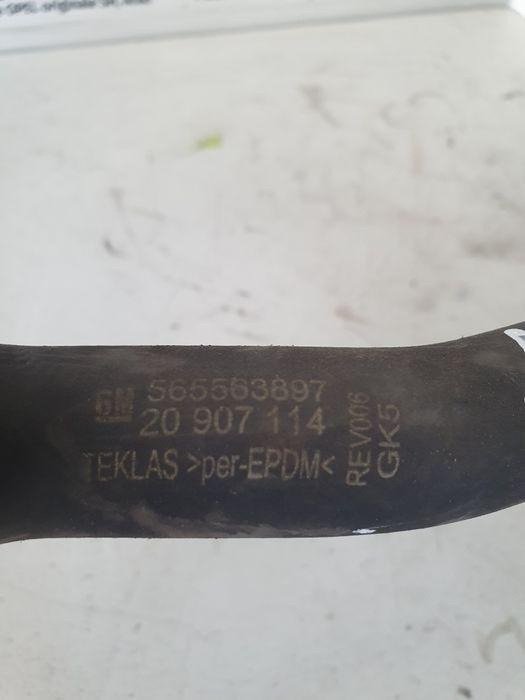 GM 565563897
20 907 114
TEKLAS >per-EPDM<
REV006
GK5